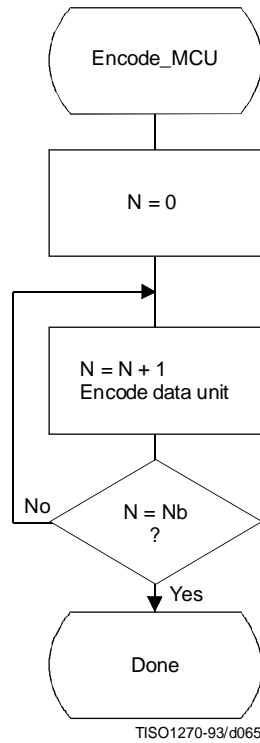 Encode_MCU
N = 0
N = N + 1
Encode data unit
No
N = Nb
?
Yes
Done
TISO1270-93/d065